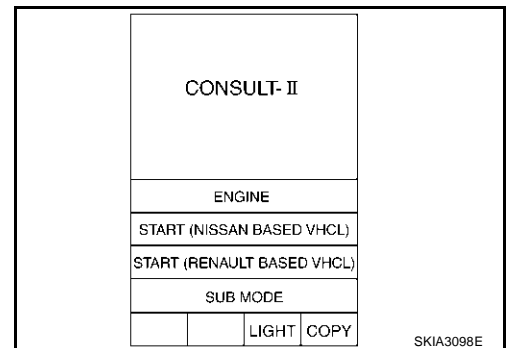 CONSULT-Ⅱ
ENGINE
START (NISSAN BASED VHCL)
START (RENAULT BASED VHCL)
SUB MODE
LIGHT COPY
SKIA3098E